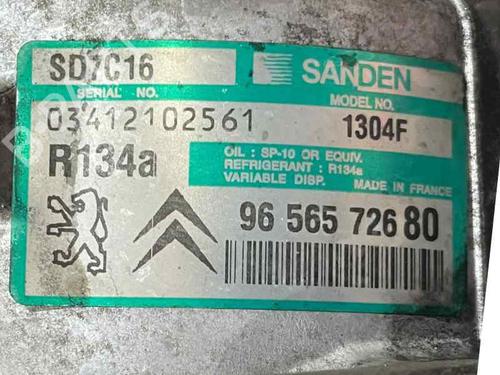 SD7C16
SANDEN
SERIAL NO.
MODEL NO.
03412102561
1304F
R134a
OIL : SP-10 OR EQUIV.
REFRIGERANT : R134a
VARIABLE DISP. MADE IN FRANCE
96 565 726 80